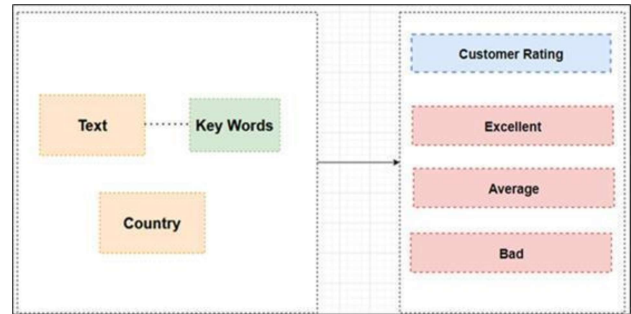 Customer Rating
Text
Key Words
Excellent
Average
Country
Bad